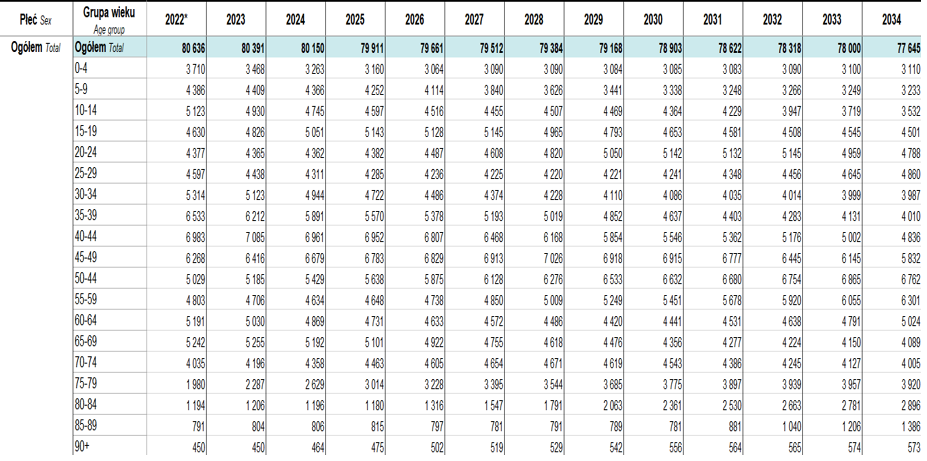 Płeć Sex Grupa wieku Age group 2022* 2023 2024 2025 2026 2027 2028 2029 2030 2031 2032 2033 2034
Ogółem Total Ogółem Total 80 636 80 391 80 150 79 911 79 661 79 512 79 384 79 168 78 903 78 622 78 318 78 000 77 645
0-4 3 710 3 468 3 263 3 160 3 064 3 090 3 090 3 084 3 085 3 083 3 090 3 100 3 110
5-9 4 386 4 409 4 366 4 252 4 114 3 840 3 626 3 441 3 338 3 248 3 266 3 249 3 233
10-14 5 123 4 930 4 745 4 597 4 516 4 455 4 507 4 469 4 364 4 229 3 947 3 719 3 532
15-19 4 630 4 826 5 051 5 143 5 128 5 145 4 965 4 793 4 653 4 581 4 508 4 545 4 501
20-24 4 377 4 365 4 362 4 382 4 487 4 608 4 820 5 050 5 142 5 132 5 145 4 959 4 788
25-29 4 597 4 438 4 311 4 285 4 236 4 225 4 220 4 221 4 241 4 348 4 456 4 645 4 860
30-34 5 314 5 123 4 944 4 722 4 486 4 374 4 228 4 110 4 086 4 035 4 014 3 999 3 987
35-39 6 533 6 212 5 891 5 570 5 378 5 193 5 019 4 852 4 637 4 403 4 283 4 131 4 010
40-44 6 983 7 085 6 961 6 952 6 807 6 468 6 168 5 854 5 546 5 362 5 176 5 002 4 836
45-49 6 268 6 416 6 679 6 783 6 829 6 913 7 026 6 918 6 915 6 777 6 445 6 145 5 832
50-44 5 029 5 185 5 429 5 638 5 875 6 128 6 276 6 533 6 632 6 680 6 754 6 865 6 762
55-59 4 803 4 706 4 634 4 648 4 738 4 850 5 009 5 249 5 451 5 678 5 920 6 055 6 301
60-64 5 191 5 030 4 869 4 731 4 633 4 572 4 486 4 420 4 441 4 531 4 638 4 791 5 024
65-69 5 242 5 255 5 192 5 101 4 922 4 755 4 618 4 476 4 356 4 277 4 224 4 150 4 089
70-74 4 035 4 196 4 358 4 463 4 605 4 654 4 671 4 619 4 543 4 386 4 245 4 127 4 005
75-79 1 980 2 287 2 629 3 014 3 228 3 395 3 544 3 685 3 775 3 897 3 939 3 957 3 920
80-84 1 194 1 206 1 196 1 180 1 316 1 547 1 791 2 063 2 361 2 530 2 663 2 781 2 896
85-89 791 804 806 815 797 781 791 789 781 881 1 040 1 206 1 386
90+ 450 450 464 475 502 519 529 542 556 564 565 574 573